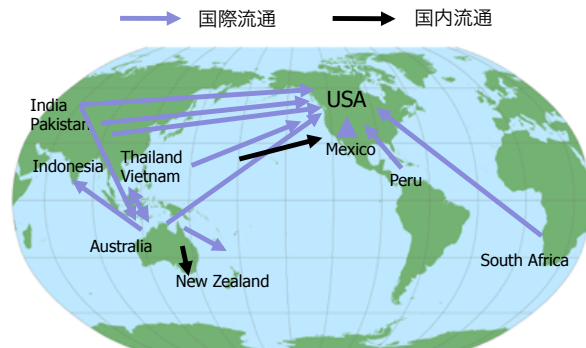 国際流通
国内流通
USA
India
Pakistan
Indonesia
Thailand
Vietnam
Mexico
Peru
Australia
South Africa
New Zealand